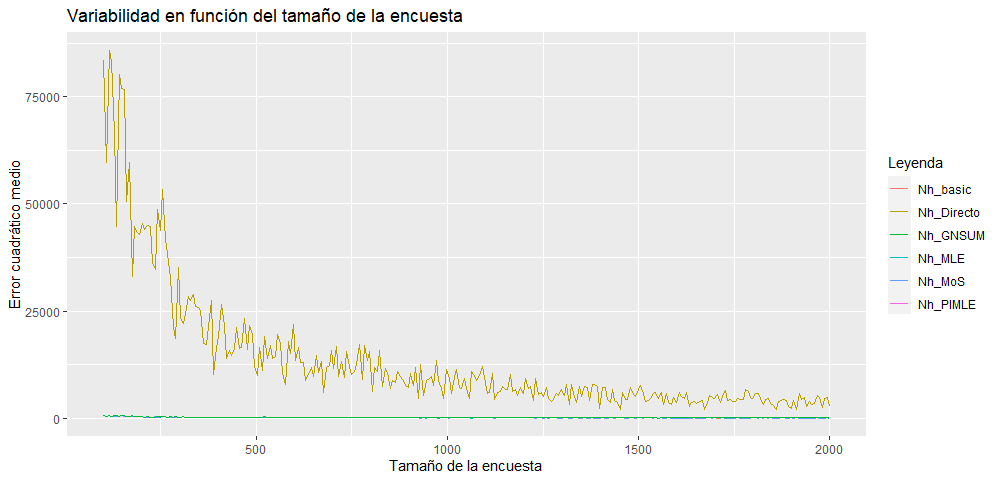 Variabilidad en función del tamaño de la encuesta
Error cuadrático medio
75000
50000
25000
0
500
1000
1500
2000
Tamaño de la encuesta
Leyenda
Nh_basic
Nh_Directo
Nh_GNSUM
Nh_MLE
Nh_MoS
Nh_PIMLE